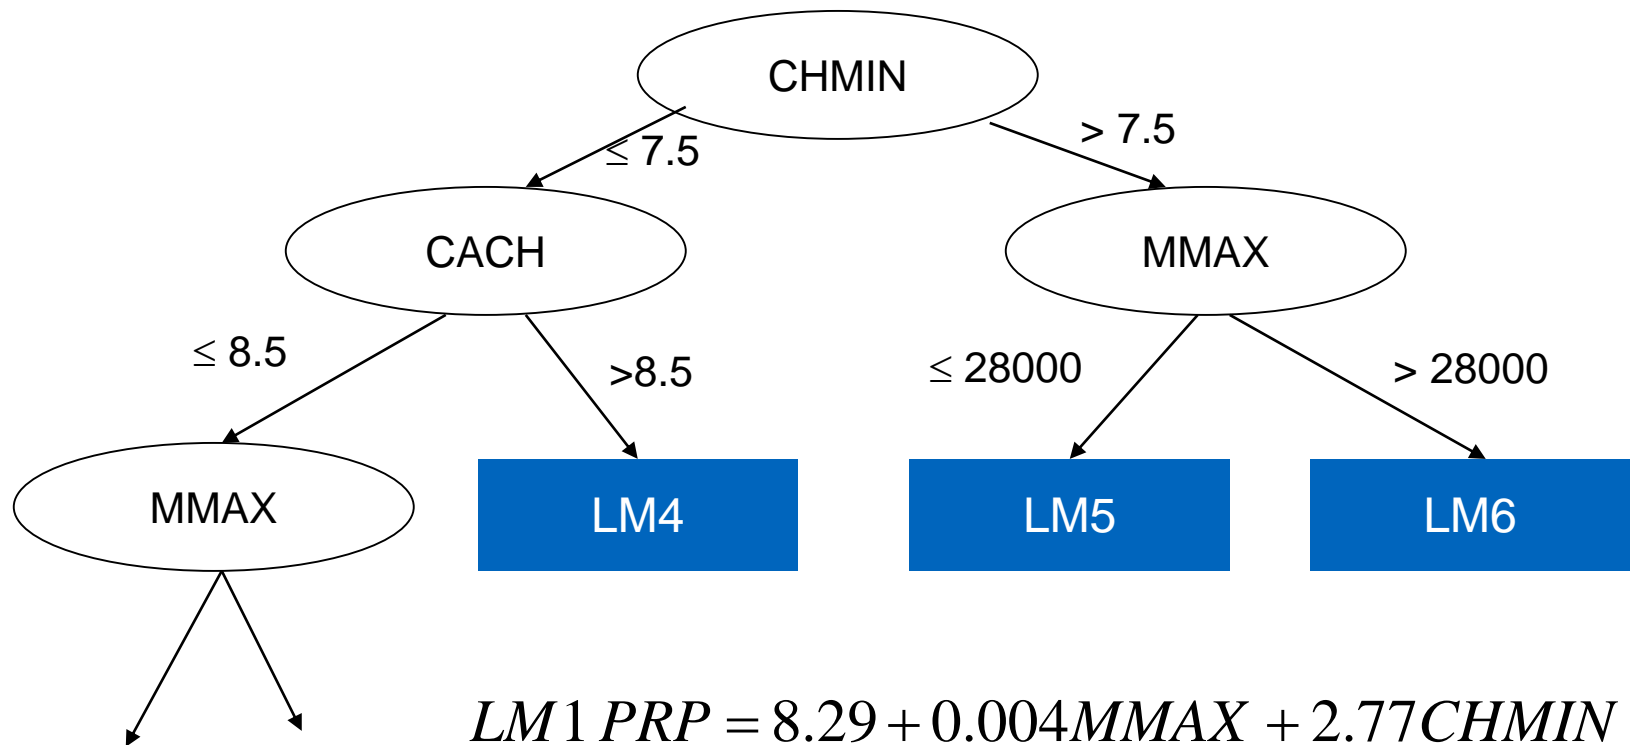 CHMIN
≤ 7.5
> 7.5
CACH
MMAX
≤ 8.5
>8.5
≤ 28000
> 28000
MMAX
LM4
LM5
LM6
LM1 PRP = 8.29 + 0.004MMAX + 2.77CHMIN